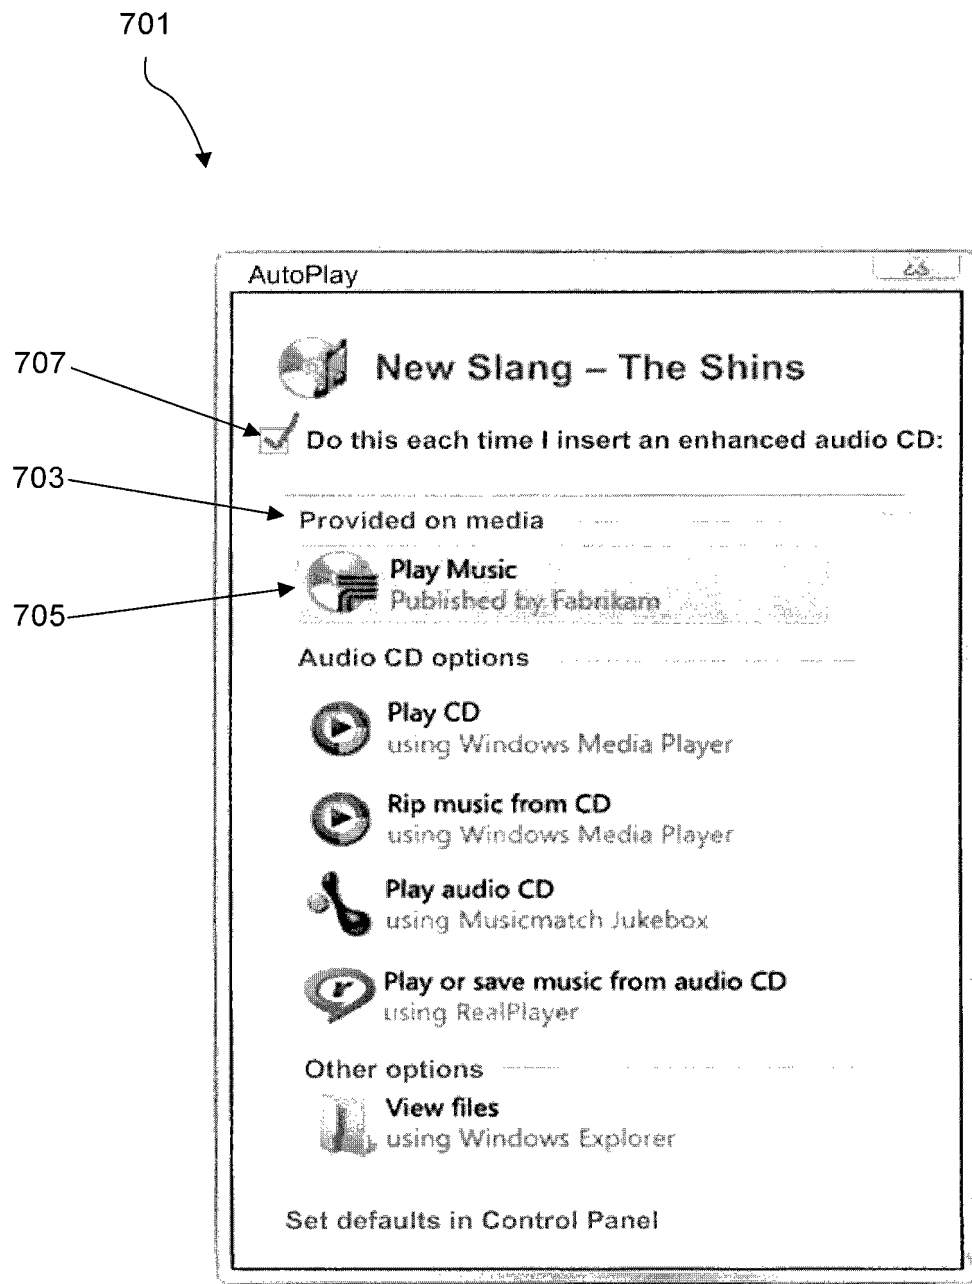 701
AutoPlay
707
New Slang – The Shins
Do this each time I insert an enhanced audio CD:
703
Provided on media
705
Play Music
Published by Fabrikam
Audio CD options
Play CD
using Windows Media Player
Rip music from CD
using Windows Media Player
Play audio CD
using Musicmatch Jukebox
Play or save music from audio CD
using RealPlayer
Other options
View files
using Windows Explorer
Set defaults in Control Panel